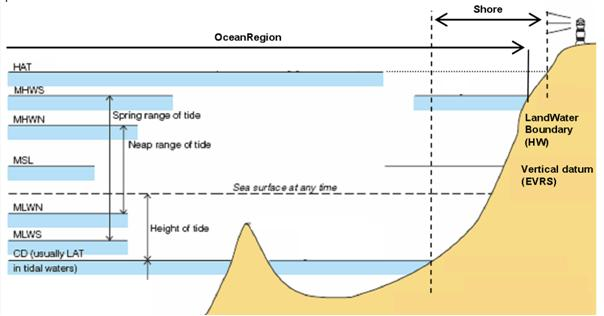 Shore
OceanRegion
HAT
MHWS
Spring range of tide
MHWN
Neap range of tide
LandWater
Boundary
(HW)
MSL
Vertical datum
(EVRS)
Sea surface at any time
MLWN
Height of tide
MLWS
CD (usually LAT
in tidal waters)